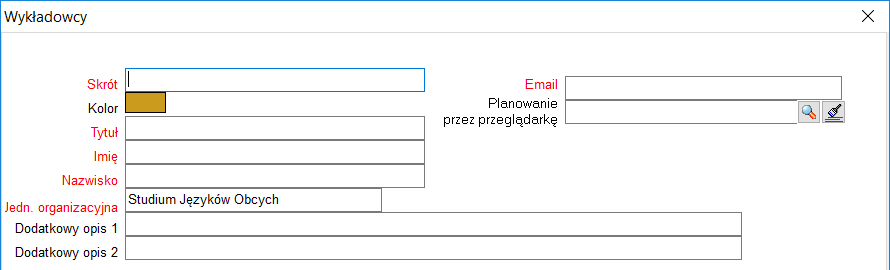 Wykładowcy
Skrót
Email
Kolor
Planowanie
przez przeglądarkę
Tytuł
Imię
Nazwisko
Jedn. organizacyjna
Studium Języków Obcych
Dodatkowy opis 1
Dodatkowy opis 2